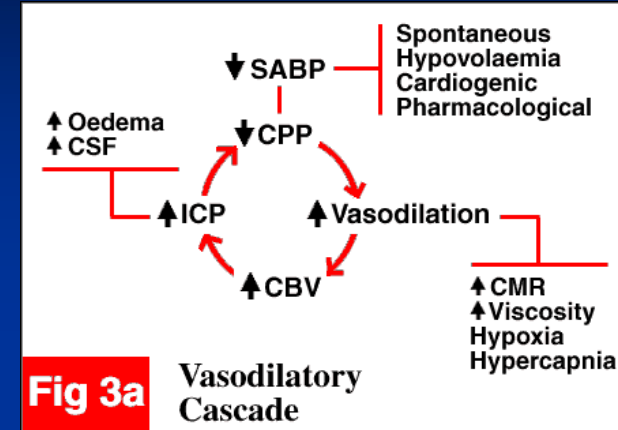 Spontaneous
Hypovolaemia
Cardiogenic
Pharmacological
SABP
CPP
Oedema
CSF
ICP
Vasodilation
CBV
CMR
Viscosity
Hypoxia
Hypercapnia
Fig 3a
Vasodilatory
Cascade